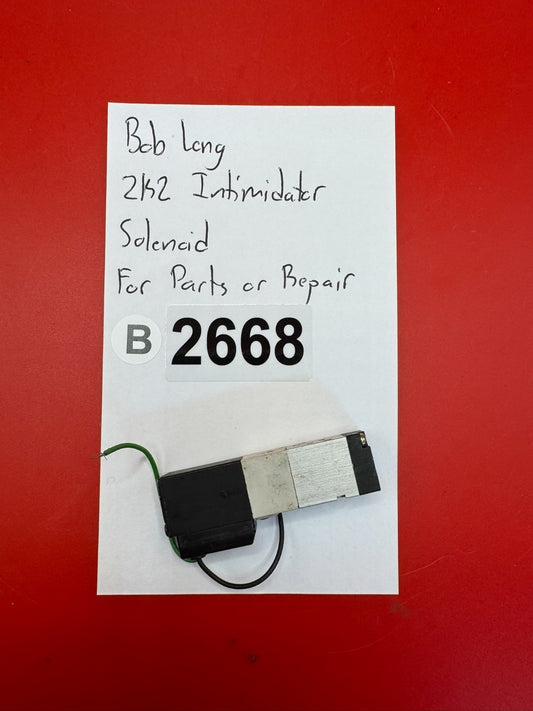 Bob Long
2K2 Intimidator
Solenoid
For Parts or Repair
B 2668